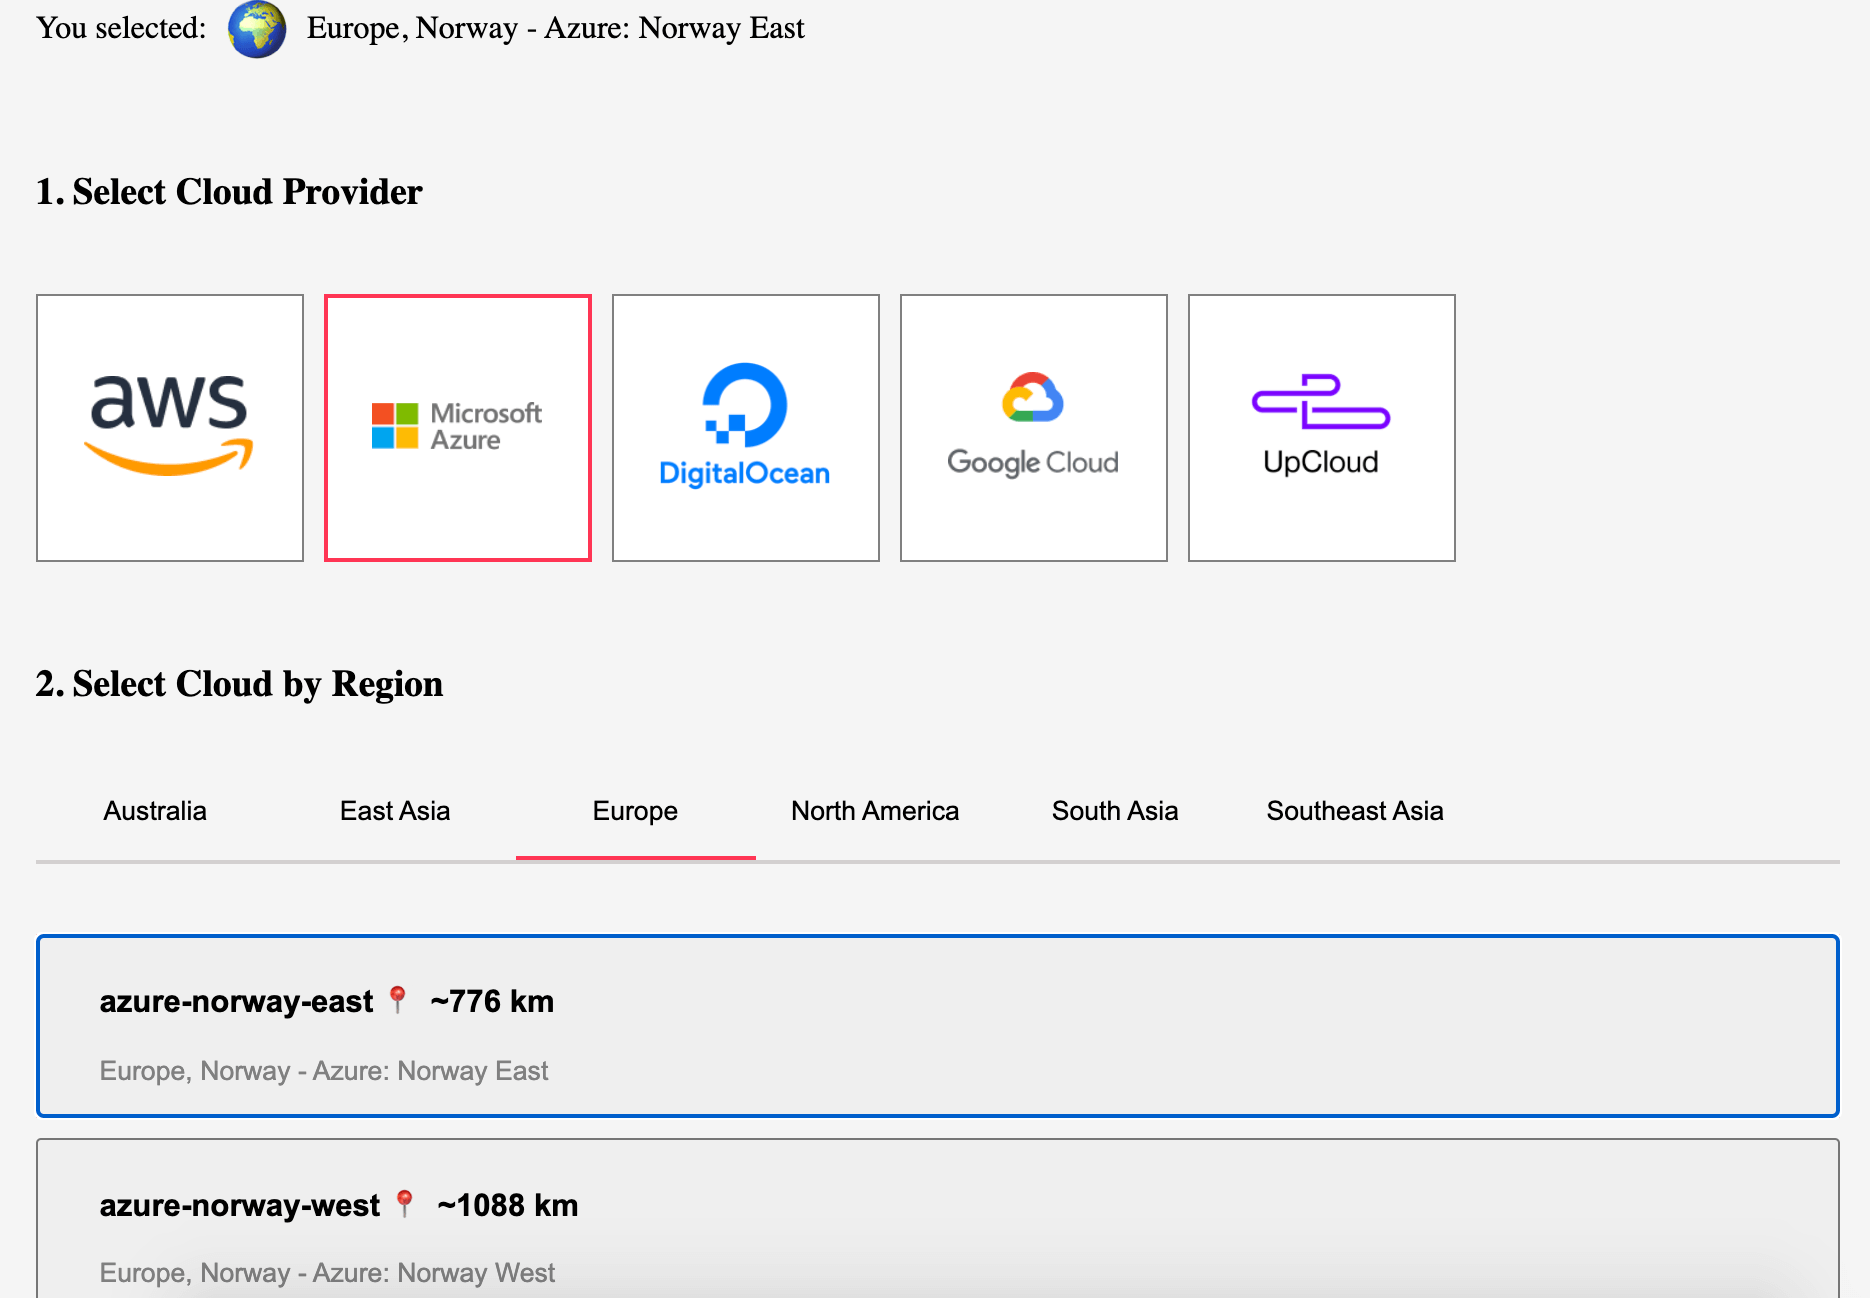 You selected: Europe, Norway - Azure: Norway East
1. Select Cloud Provider
aws
Microsoft
Azure
DigitalOcean
Google Cloud
UpCloud
2. Select Cloud by Region
Australia East Asia Europe North America South Asia Southeast Asia
azure-norway-east ~776 km
Europe, Norway - Azure: Norway East
azure-norway-west ~1088 km
Europe, Norway - Azure: Norway West